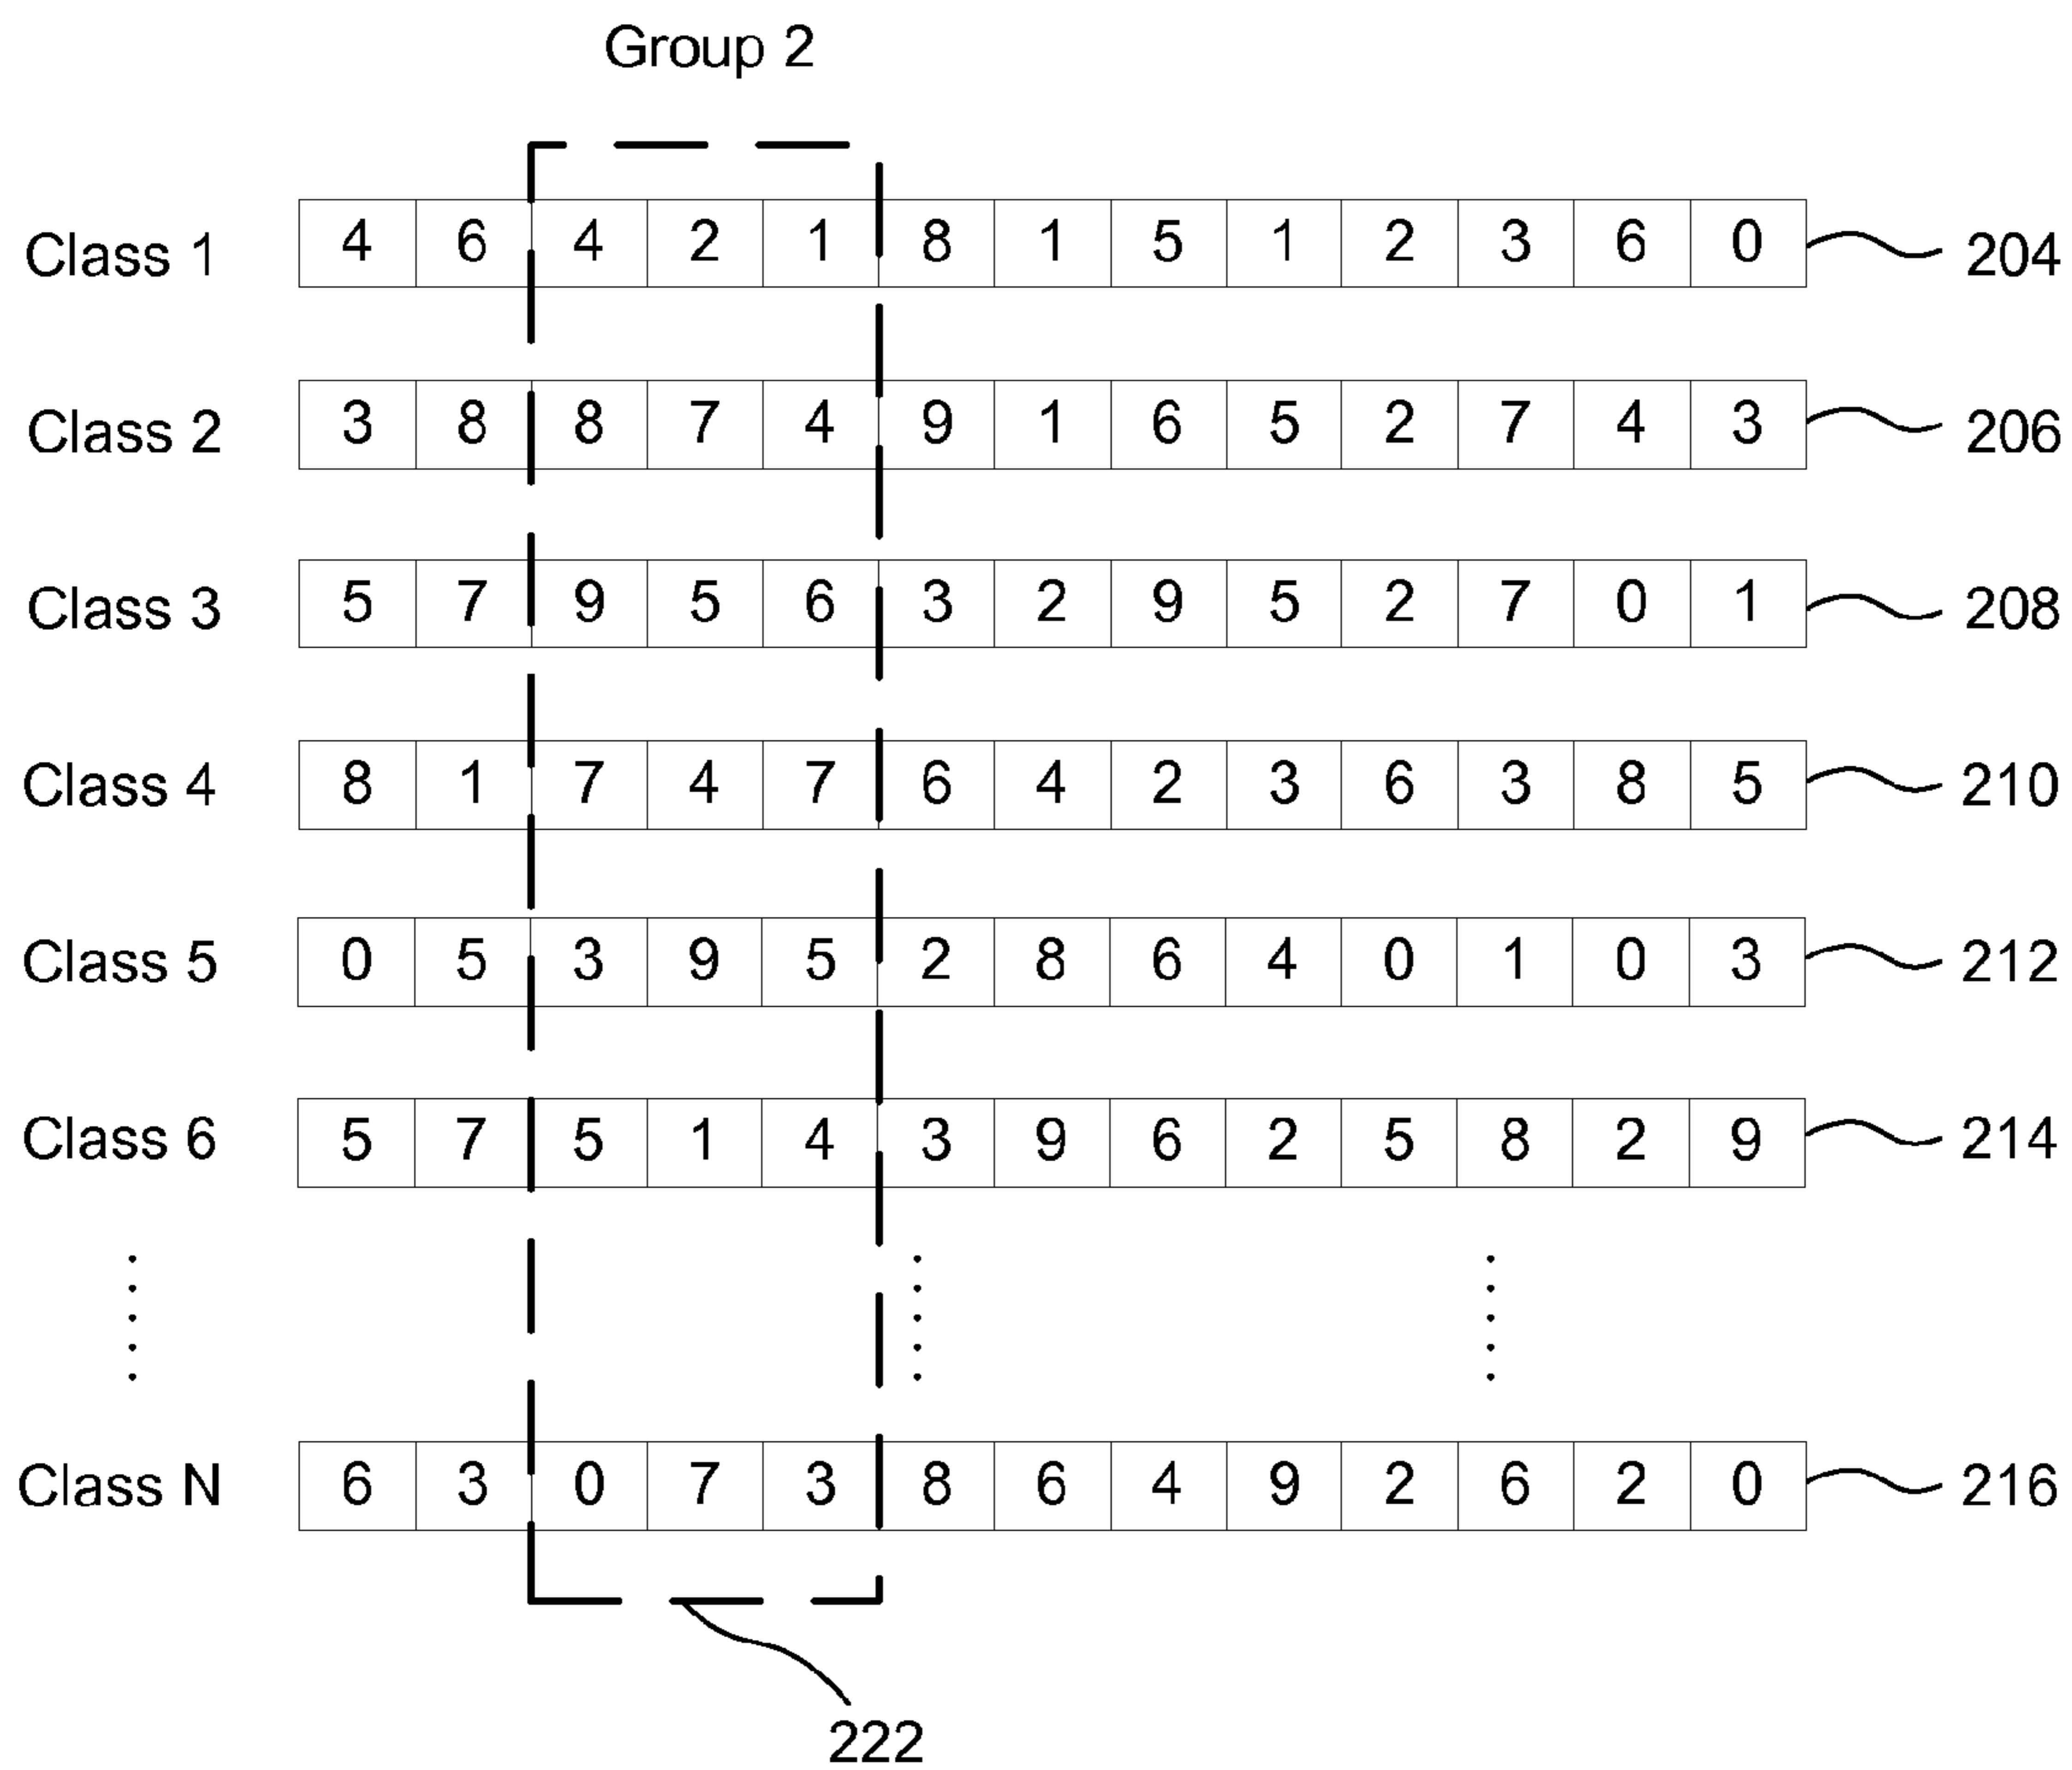 Group 2
Class 1 4 6 4 2 1 8 1 5 1 2 3 6 0 204
Class 2 3 8 8 7 4 9 1 6 5 2 7 4 3 206
Class 3 5 7 9 5 6 3 2 9 5 2 7 0 1 208
Class 4 8 1 7 4 7 6 4 2 3 6 3 8 5 210
Class 5 0 5 3 9 5 2 8 6 4 0 1 0 3 212
Class 6 5 7 5 1 4 3 9 6 2 5 8 2 9 214
Class N 6 3 0 7 3 8 6 4 9 2 6 2 0 216
222